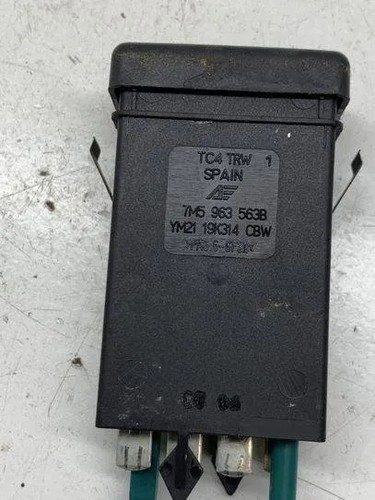 TC4 TRW 1
SPAIN
7M5 963 563B
YM21 19K314 CBW